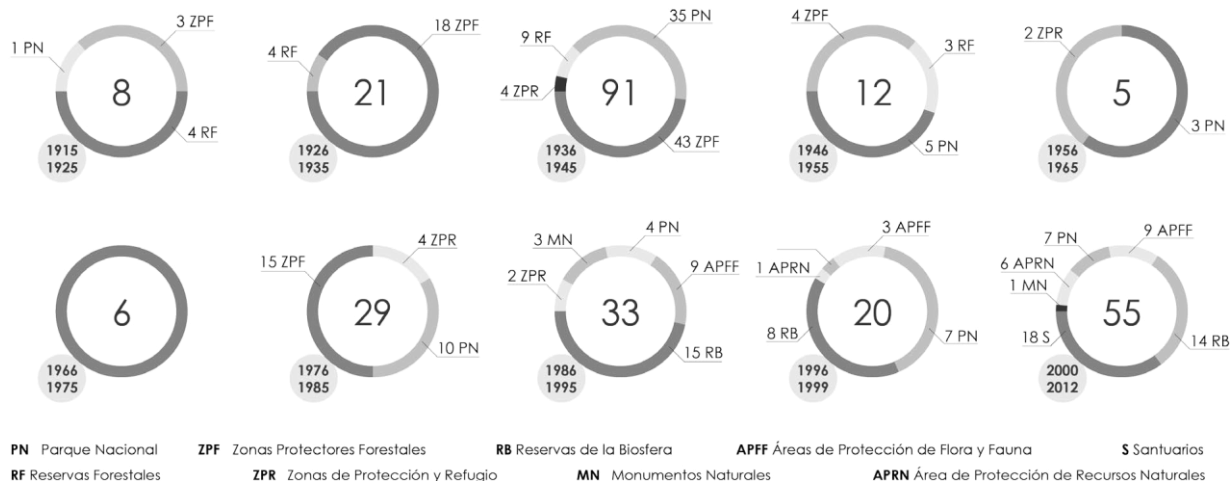 3 ZPF
1 PN
8
4 RF
1915
1925
18 ZPF
4 RF
21
1926
1935
35 PN
9 RF
4 ZPR
91
43 ZPF
1936
1945
4 ZPF
3 RF
12
5 PN
1946
1955
2 ZPR
5
3 PN
1956
1965
6
1966
1975
4 ZPR
15 ZPF
29
10 PN
1976
1985
4 PN
3 MN
9 APFF
2 ZPR
33
15 RB
1986
1995
3 APFF
1 APRN
20
8 RB
7 PN
1996
1999
9 APFF
7 PN
6 APRN
1 MN
55
18 S
14 RB
2000
2012
PN Parque Nacional ZPF Zonas Protectores Forestales RB Reservas de la Biosfera APFF Áreas de Protección de Flora y Fauna S Santuarios
RF Reservas Forestales ZPR Zonas de Protección y Refugio MN Monumentos Naturales APRN Área de Protección de Recursos Naturales